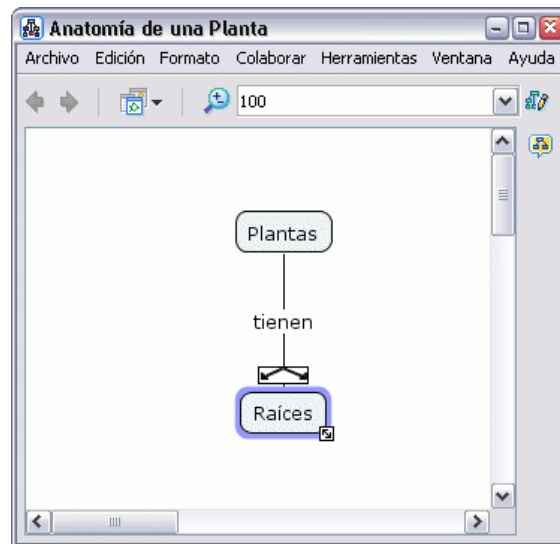 Anatomía de una Planta
Archivo Edición Formato Colaborar Herramientas Ventana Ayuda
100
Plantas
tienen
Raíces